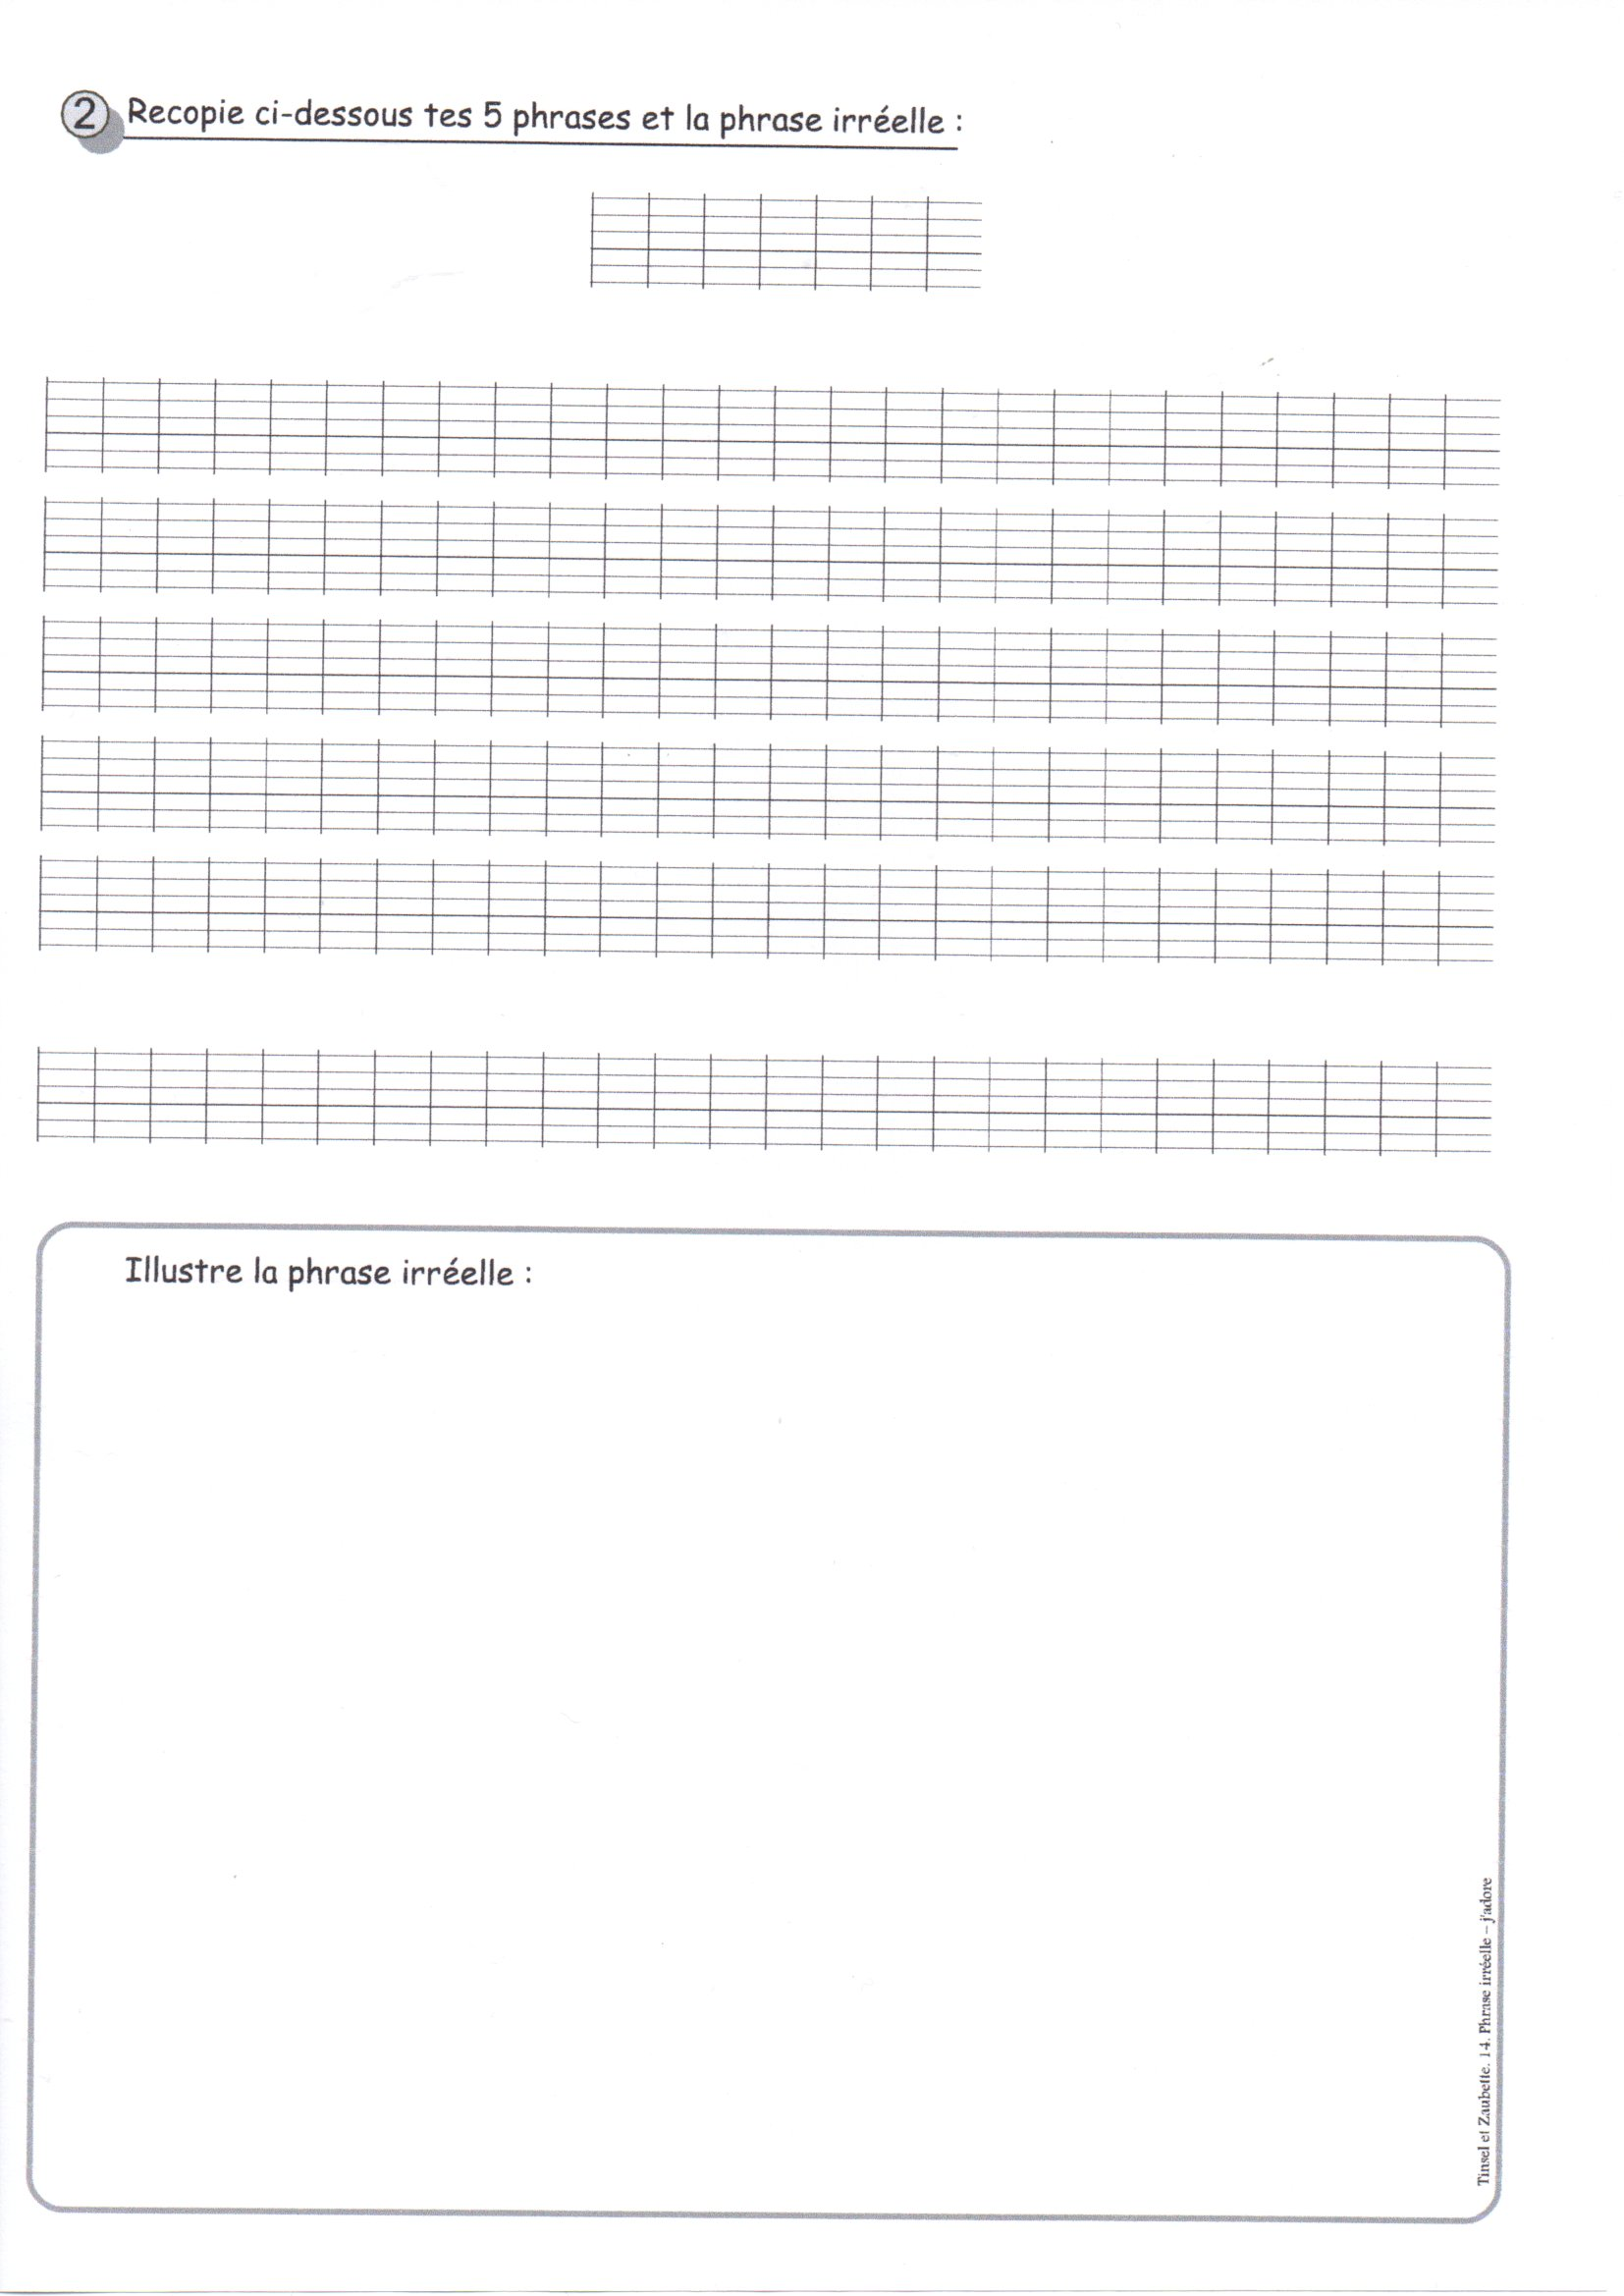 2 Recopie ci-dessous tes 5 phrases et la phrase irréelle :
Illustre la phrase irréelle :
Tinsel et Zaubette. 14. Phrase irréelle – j'adore